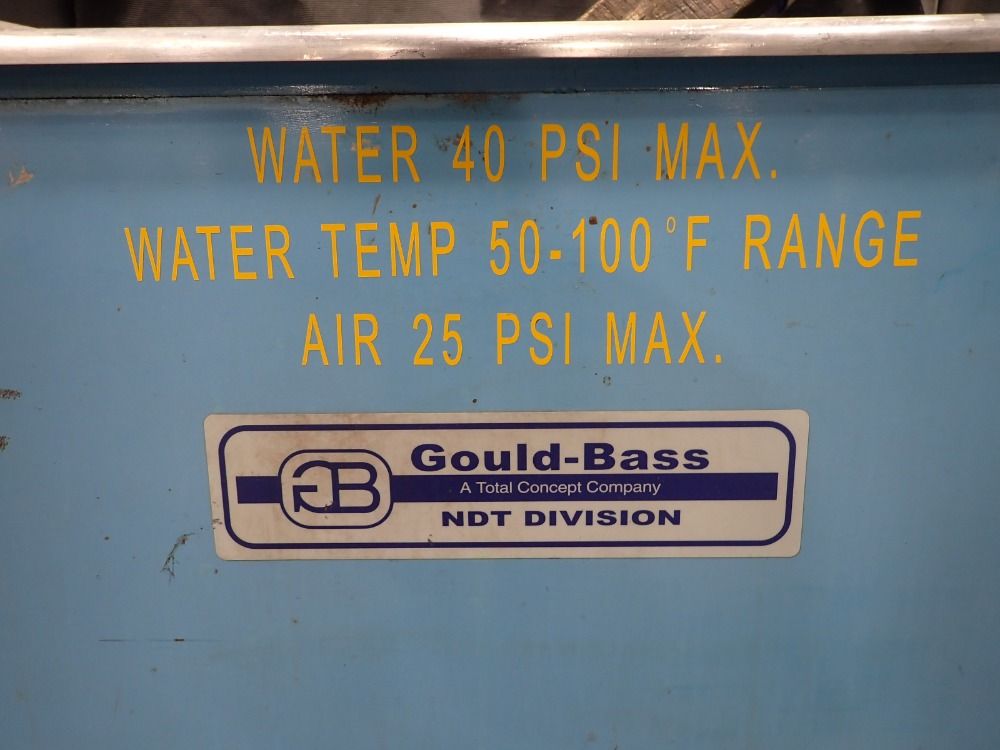 WATER 40 PSI MAX.
WATER TEMP 50-100°F RANGE
AIR 25 PSI MAX.
GB
Gould-Bass
A Total Concept Company
NDT DIVISION